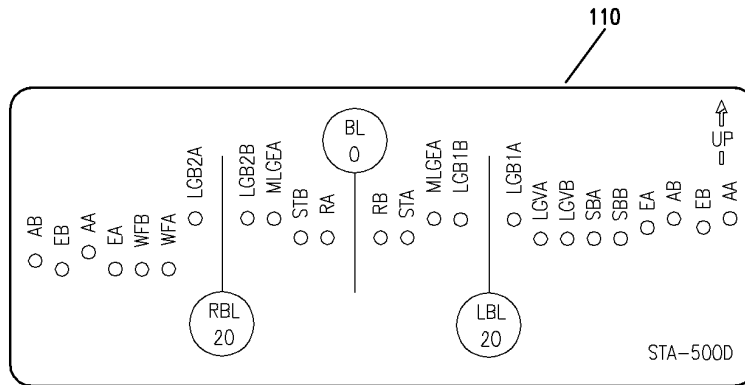 110
UP
BL
0
AB
EB
AA
EA
WFB
WFA
LGB2A
LGB2B
MLGEA
STB
RA
RB
STA
MLGEA
LGB1B
LGB1A
LGVA
LGVB
SBA
SBB
EA
AB
EB
AA
RBL
20
LBL
20
STA-500D